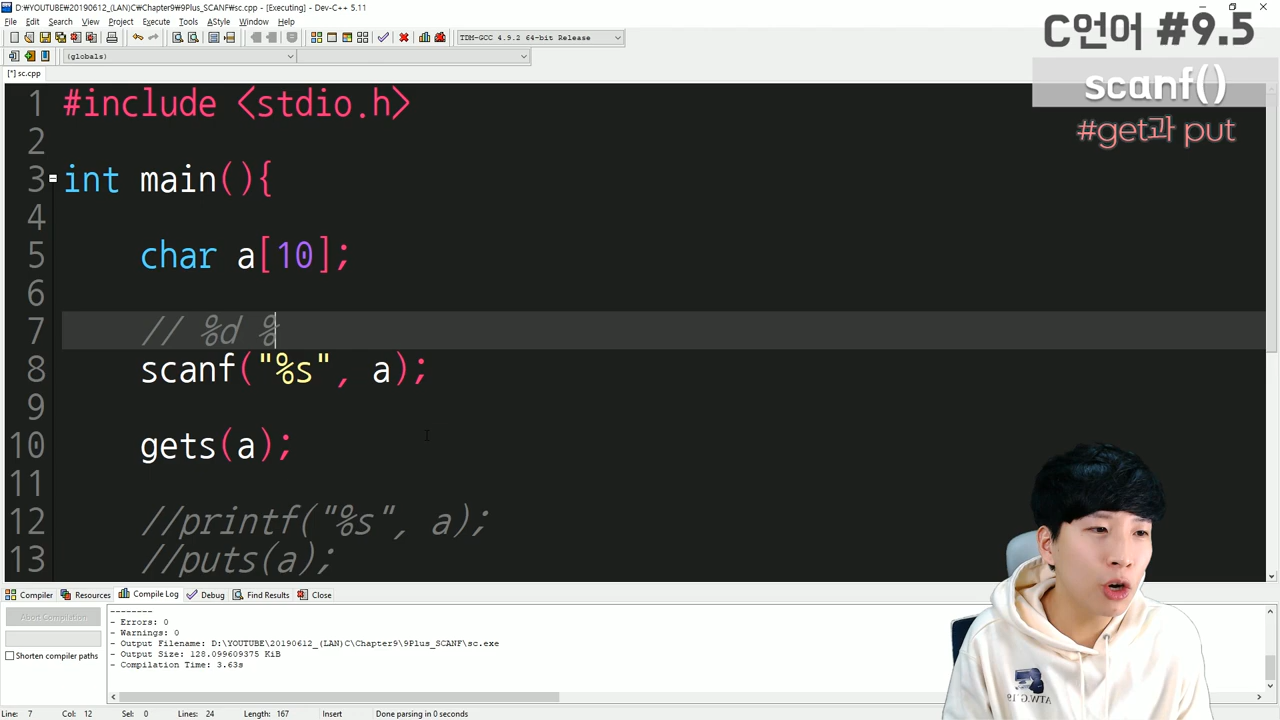 D:₩YOUTUBE₩20190612_(LAN)C₩Chapter9₩9Plus_SCANF₩sc.cpp - [Executing] - Dev-C++ 5.11
File Edit Search View Project Execute Tools AStyle Window Help
TDM-GCC 4.9.2 64-bit Release
(globals)
[*] sc.cpp
C언어 #9.5
scanf()
#get과 put
1 #include <stdio.h>
2
3 int main(){
4
5 char a[10];
6
7 // %d %
8 scanf("%s", a);
9
10 gets(a);
11
12 //printf("%s", a);
13 //puts(a);
Compiler Resources Compile Log Debug Find Results Close
Abort Compilation
Shorten compiler paths
--------
- Errors: 0
- Warnings: 0
- Output Filename: D:\YOUTUBE\20190612_(LAN)C\Chapter9\9Plus_SCANF\sc.exe
- Output Size: 128.099609375 KiB
- Compilation Time: 3.63s
ATW.G '19
Line: 7 Col: 12 Sel: 0 Lines: 24 Length: 167 Insert Done parsing in 0 seconds